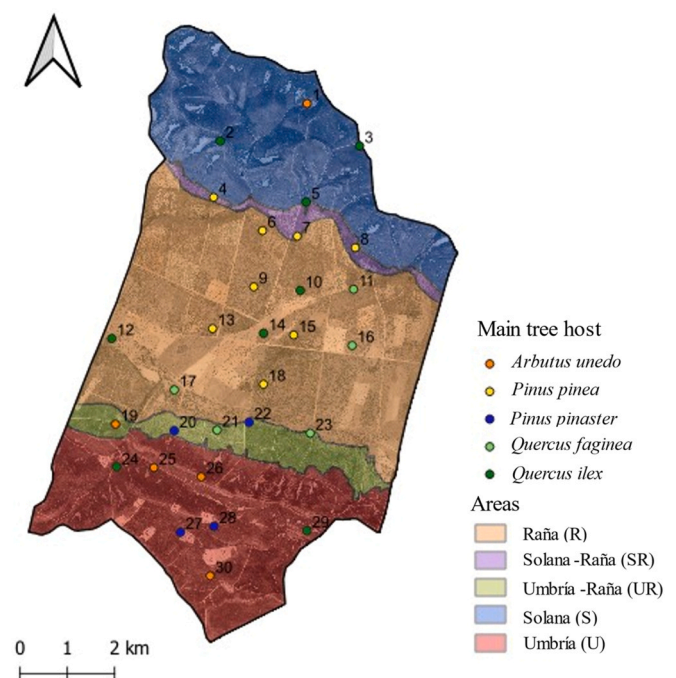 1
2
3
4
5
6
7
8
9
10
11
12
13
14
15
16
17
18
19
20
21
22
23
24
25
26
27
28
29
30
Main tree host
Arbutus unedo
Pinus pinea
Pinus pinaster
Quercus faginea
Quercus ilex
Areas
Raña (R)
Solana -Raña (SR)
Umbría -Raña (UR)
Solana (S)
Umbría (U)
0 1 2 km